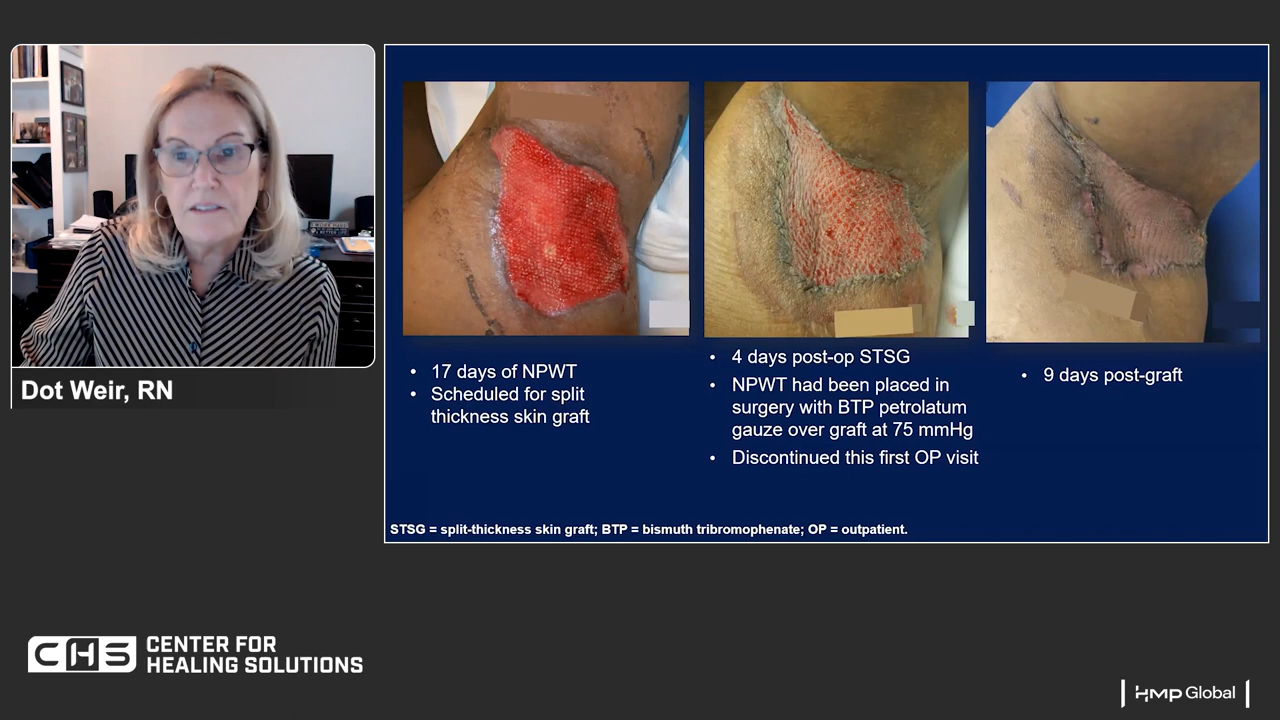 Dot Weir, RN
• 17 days of NPWT
• Scheduled for split
thickness skin graft
• 4 days post-op STSG
• NPWT had been placed in
surgery with BTP petrolatum
gauze over graft at 75 mmHg
• Discontinued this first OP visit
• 9 days post-graft
STSG = split-thickness skin graft; BTP = bismuth tribromophenate; OP = outpatient.
CHS CENTER FOR
HEALING SOLUTIONS
HMP Global